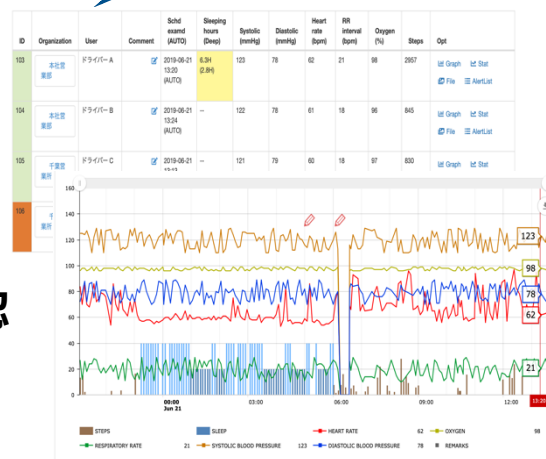 ID Organization User Comment Schd examd (AUTO) Sleeping hours (Deep) Systolic (mmHg) Diastolic (mmHg) Heart rate (bpm) RR interval (bpm) Oxygen (%) Steps Opt
103 本社営業部 ドライバー A 2019-06-21 13:20 (AUTO) 6.3H (2.8H) 123 78 62 21 98 2957 Graph Stat File AlertList
104 本社営業部 ドライバー B 2019-06-21 13:24 (AUTO) -- 122 78 61 18 96 845 Graph Stat File AlertList
105 千葉営業所 ドライバー C 2019-06-21 -- 121 79 60 18 97 830 Graph Stat File AlertList
106
業所
160
140
120
100
80
60
40
20
0
123
98
78
62
21
00:00 03:00 06:00 09:00 12:00 13:20
Jun 21
STEPS SLEEP HEART RATE 62 OXYGEN 98
RESPIRATORY RATE 21 SYSTOLIC BLOOD PRESSURE 123 DIASTOLIC BLOOD PRESSURE 78 REMARKS